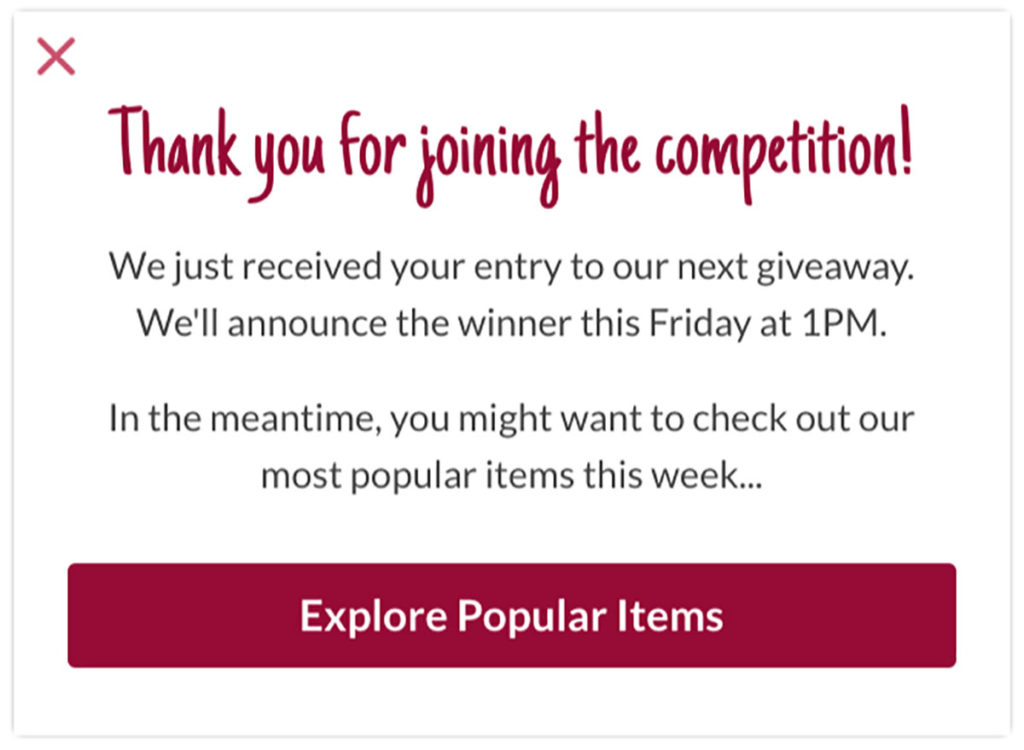 Thank you for joining the competition!
We just received your entry to our next giveaway.
We'll announce the winner this Friday at 1PM.
In the meantime, you might want to check out our
most popular items this week...
Explore Popular Items